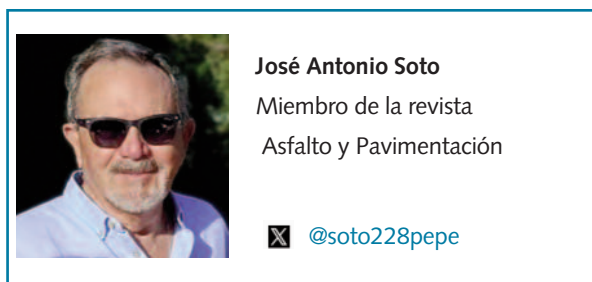 José Antonio Soto
Miembro de la revista
Asfalto y Pavimentación
@soto228pepe